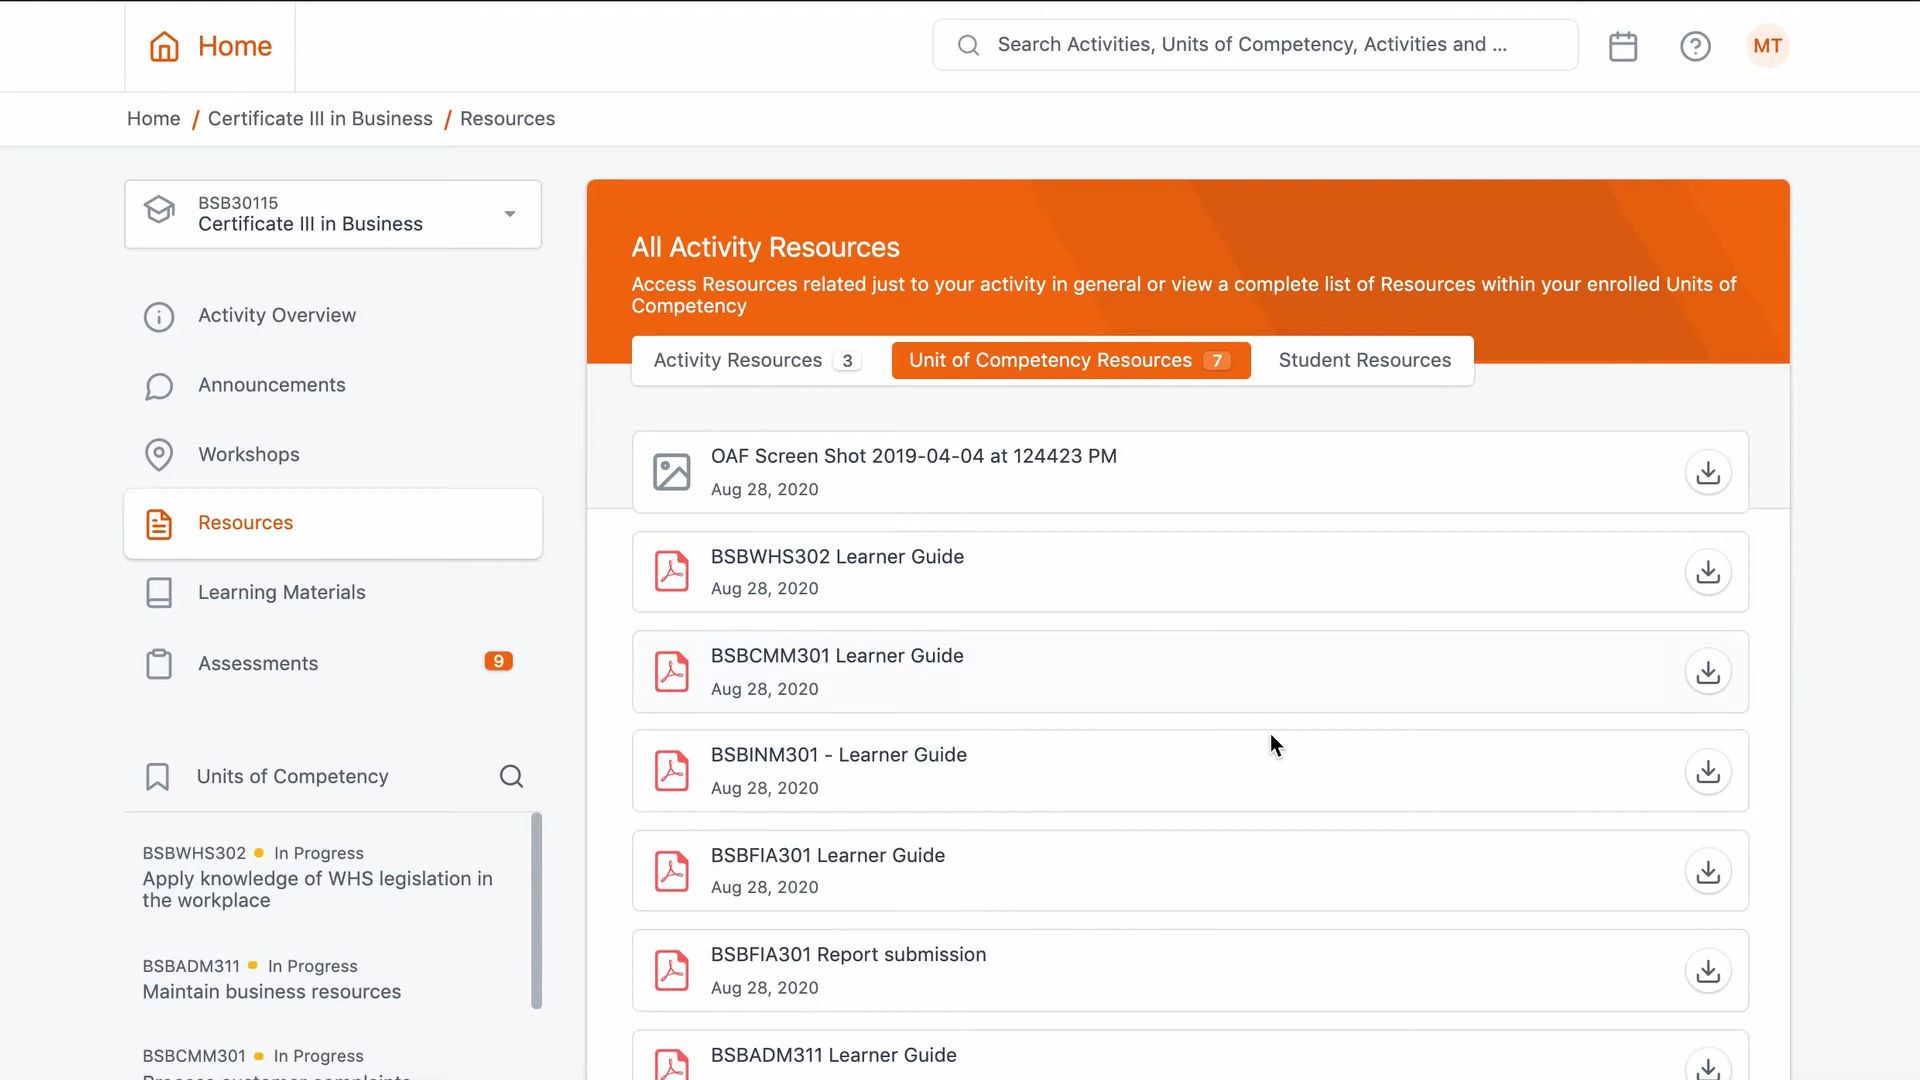 Home
Search Activities, Units of Competency, Activities and ...
MT
Home / Certificate III in Business / Resources
BSB30115
Certificate III in Business
Activity Overview
Announcements
Workshops
Resources
Learning Materials
Assessments 9
Units of Competency
BSBWHS302 In Progress
Apply knowledge of WHS legislation in
the workplace
BSBADM311 In Progress
Maintain business resources
BSBCMM301 In Progress
All Activity Resources
Access Resources related just to your activity in general or view a complete list of Resources within your enrolled Units of
Competency
Activity Resources 3 Unit of Competency Resources 7 Student Resources
OAF Screen Shot 2019-04-04 at 124423 PM
Aug 28, 2020
BSBWHS302 Learner Guide
Aug 28, 2020
BSBCMM301 Learner Guide
Aug 28, 2020
BSBINM301 - Learner Guide
Aug 28, 2020
BSBFIA301 Learner Guide
Aug 28, 2020
BSBFIA301 Report submission
Aug 28, 2020
BSBADM311 Learner Guide